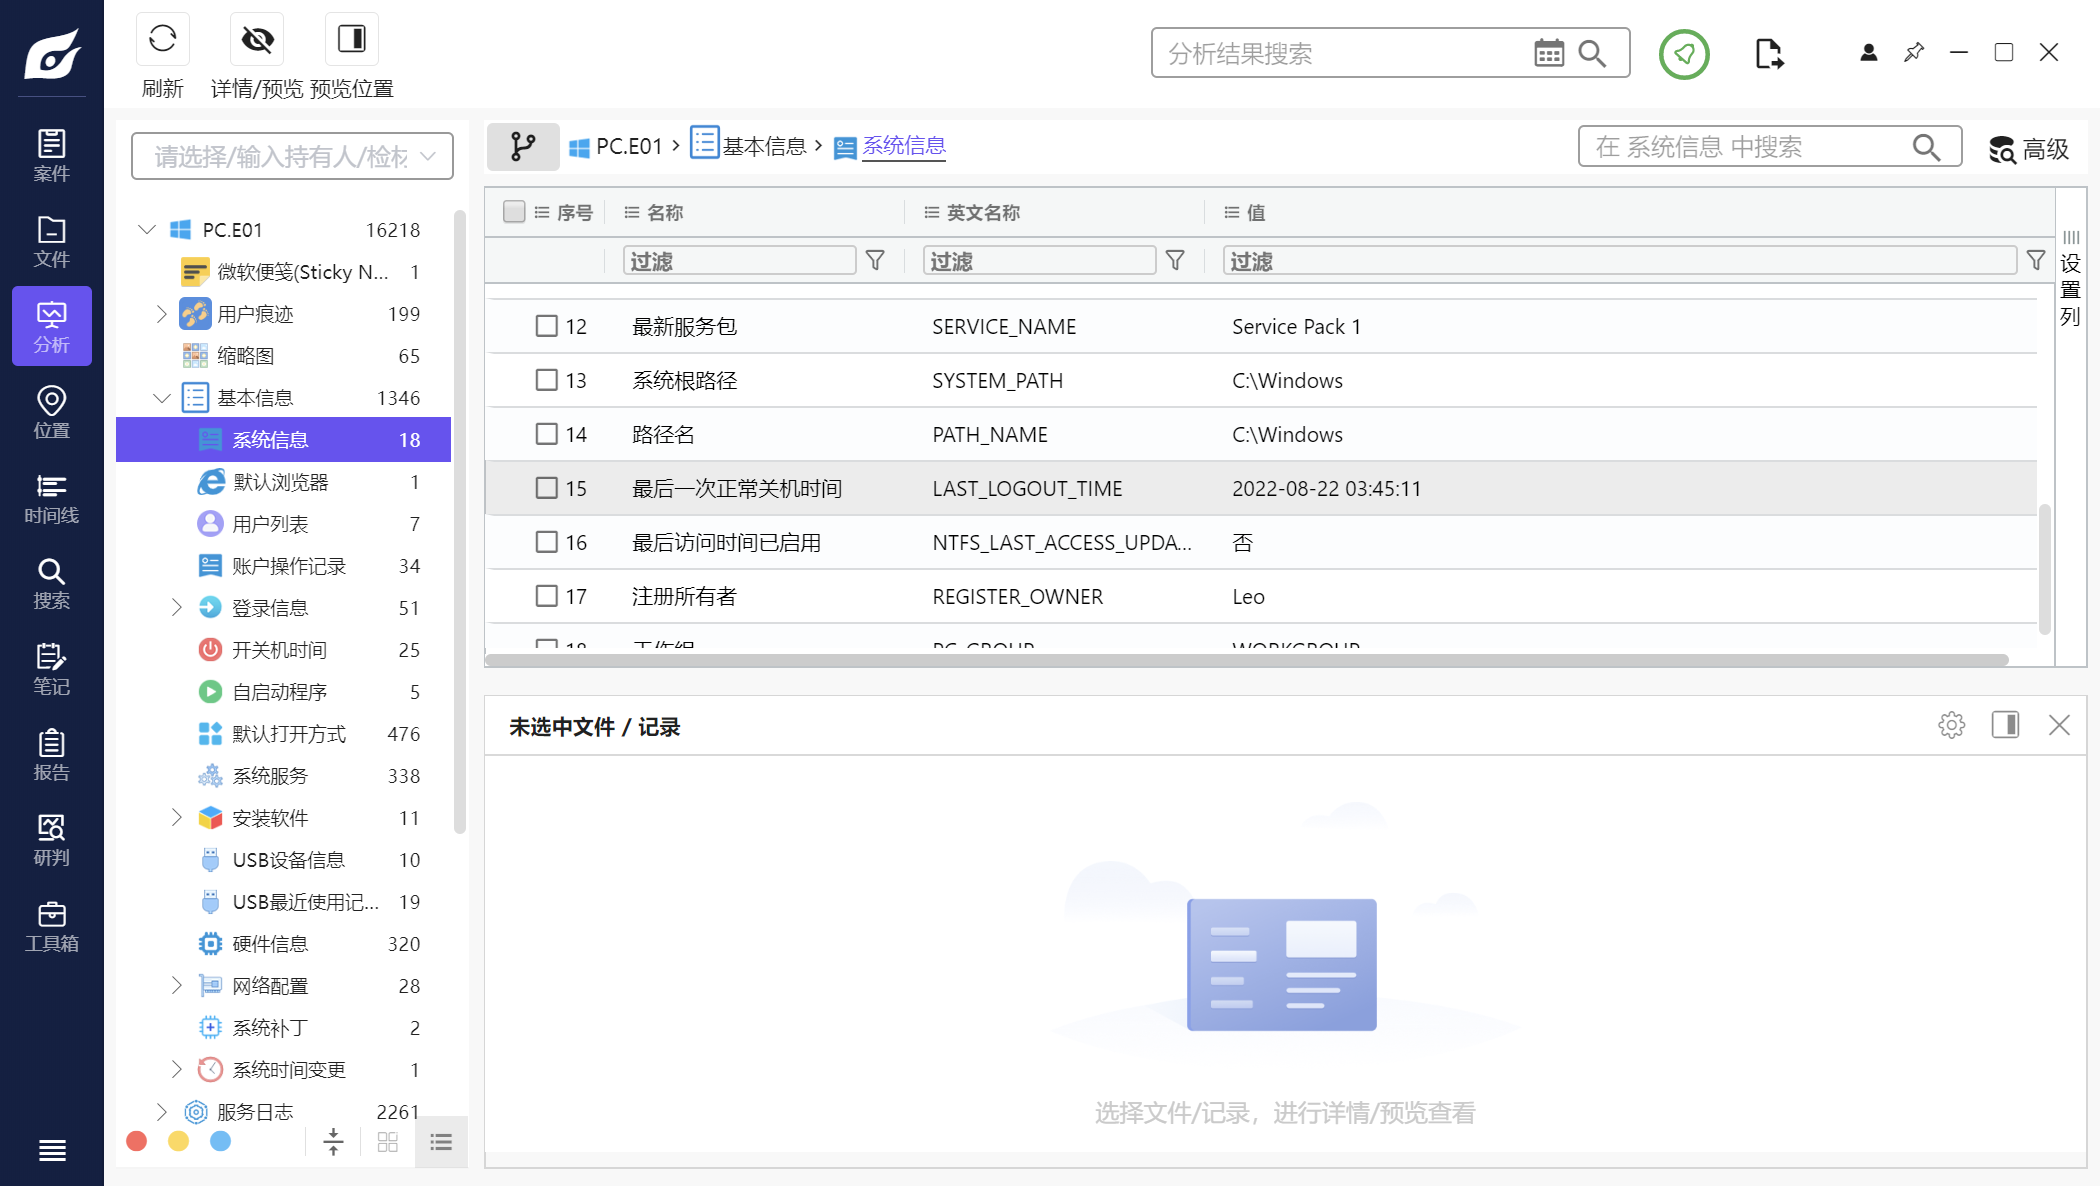 刷新
详情/预览
预览位置
分析结果搜索
案件
文件
分析
位置
时间线
搜索
笔记
报告
研判
工具箱
请选择/输入持有人/检材
PC.E01 16218
微软便笺(Sticky N... 1
用户痕迹 199
缩略图 65
基本信息 1346
系统信息 18
默认浏览器 1
用户列表 7
账户操作记录 34
登录信息 51
开关机时间 25
自启动程序 5
默认打开方式 476
系统服务 338
安装软件 11
USB设备信息 10
USB最近使用记... 19
硬件信息 320
网络配置 28
系统补丁 2
系统时间变更 1
服务日志 2261
PC.E01 › 基本信息 › 系统信息
在 系统信息 中搜索
高级
序号 名称 英文名称 值
过滤 过滤 过滤
设置列
12 最新服务包 SERVICE_NAME Service Pack 1
13 系统根路径 SYSTEM_PATH C:\Windows
14 路径名 PATH_NAME C:\Windows
15 最后一次正常关机时间 LAST_LOGOUT_TIME 2022-08-22 03:45:11
16 最后访问时间已启用 NTFS_LAST_ACCESS_UPDA... 否
17 注册所有者 REGISTER_OWNER Leo
18 工作组 PC_GROUP WORKGROUP
未选中文件 / 记录
选择文件/记录，进行详情/预览查看